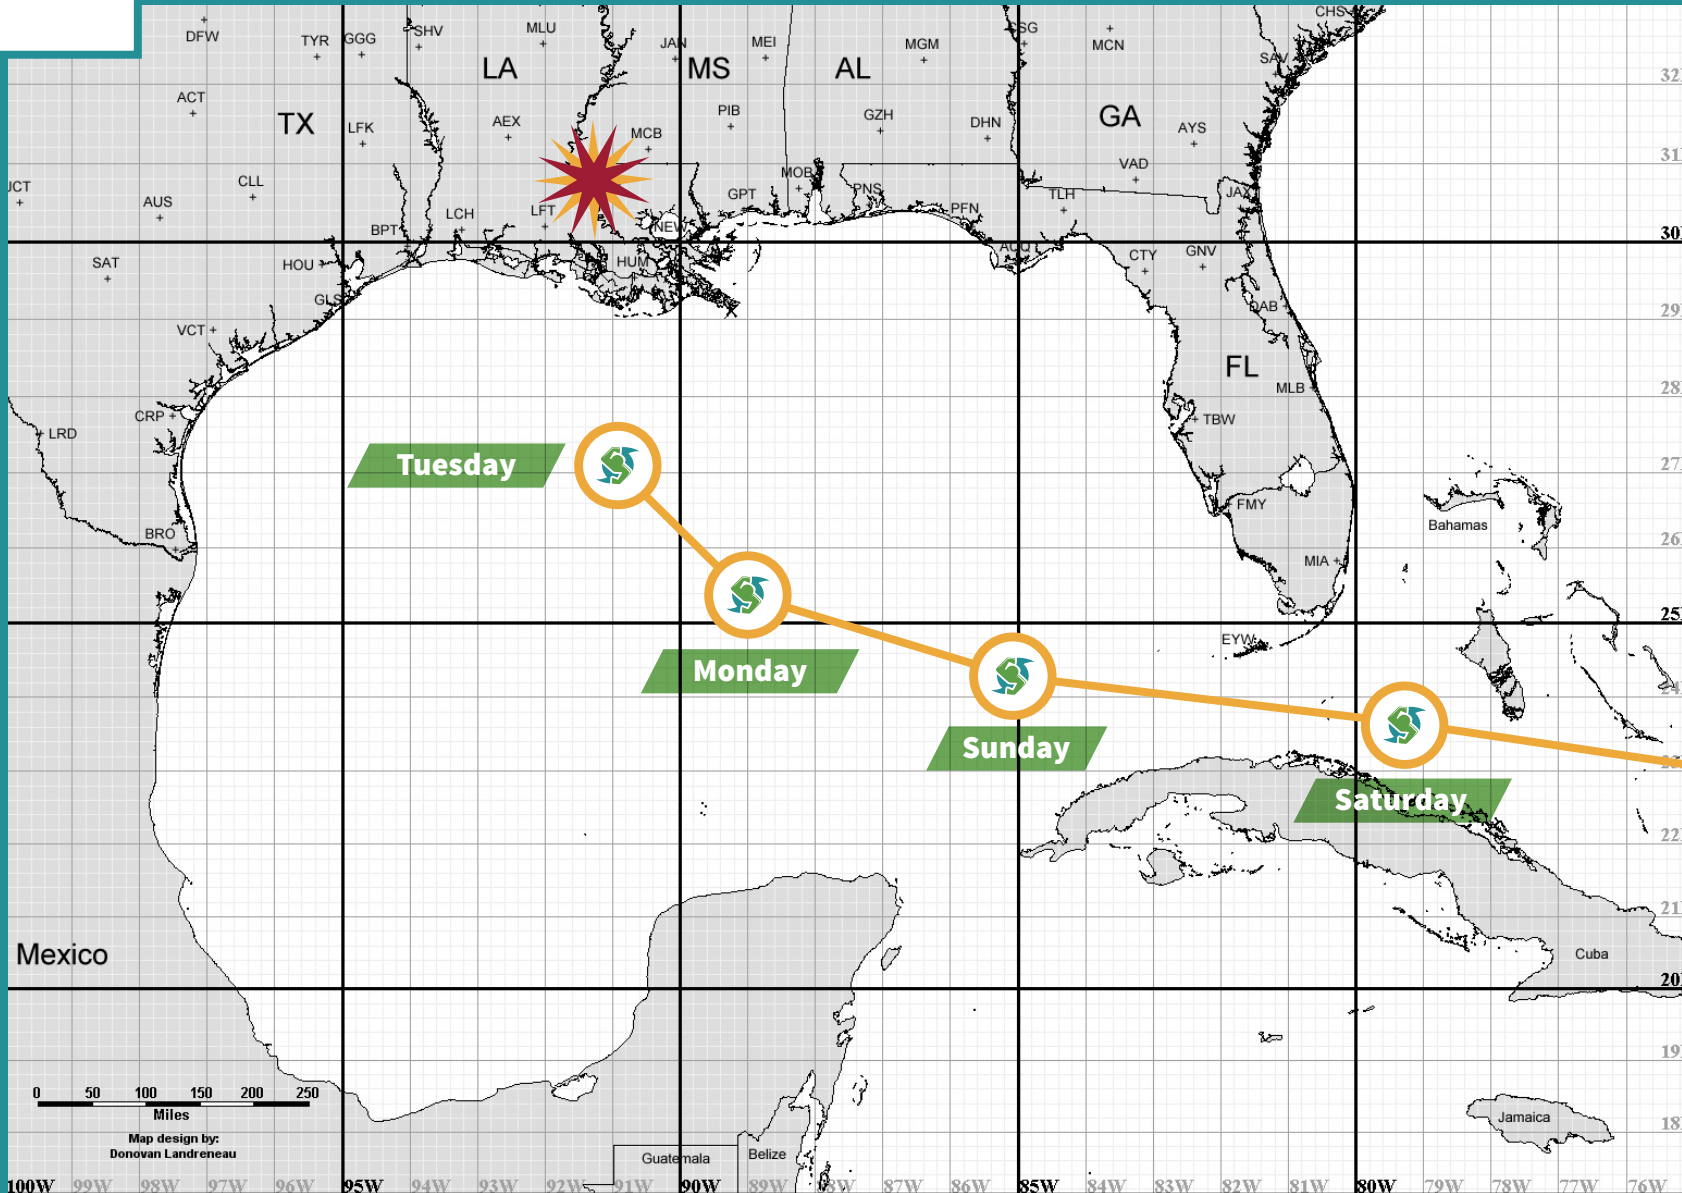 DFW
TYR
GGG
SHV
MLU
JAN
MEI
MGM
CSG
MCN
CHS
SAV
32
LA
MS
AL
ACT
TX
LFK
AEX
MCB
PIB
GZH
DHN
GA
AYS
31
VAD
JCT
CLL
AUS
LCH
LFT
GPT
MOB
PNS
PFN
TLH
JAX
BPT
NEW
30
SAT
HOU
HUM
AQQ
CTY
GNV
GLS
DAB
29
VCT
FL
28
MLB
CRP
TBW
LRD
Tuesday
27
FMY
Bahamas
BRO
26
MIA
25
EYW
Monday
24
Sunday
23
Saturday
22
21
Mexico
Cuba
20
19
0 50 100 150 200 250
Miles
Jamaica
18
Map design by:
Donovan Landreneau
Guatemala
Belize
100W 99W 98W 97W 96W 95W 94W 93W 92W 91W 90W 89W 88W 87W 86W 85W 84W 83W 82W 81W 80W 79W 78W 77W 76W